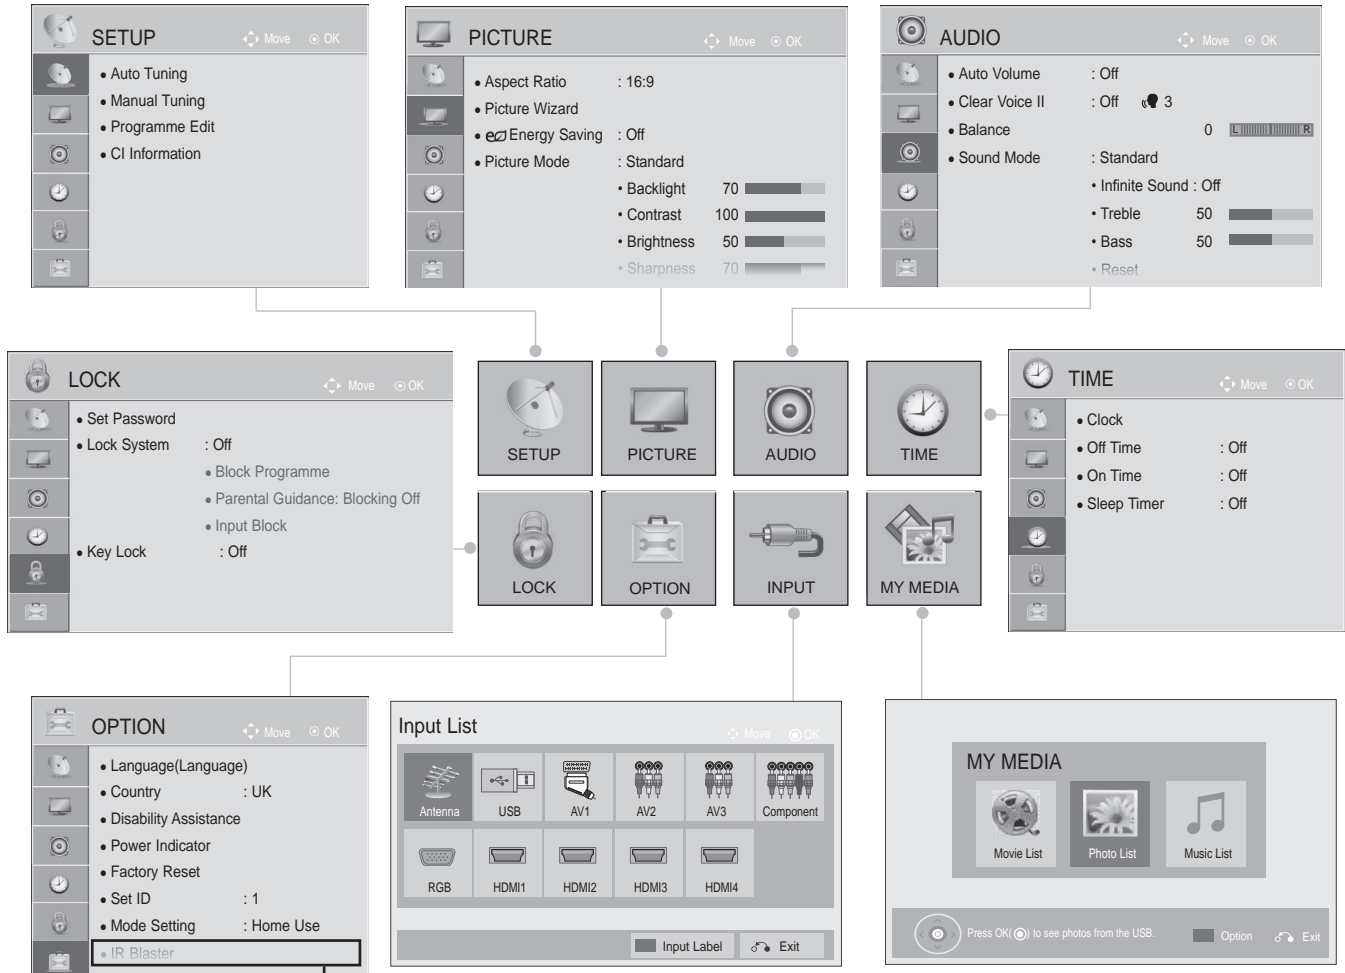 SETUP
Move OK
• Auto Tuning
• Manual Tuning
• Programme Edit
• CI Information
PICTURE
Move OK
• Aspect Ratio : 16:9
• Picture Wizard
• Energy Saving : Off
• Picture Mode : Standard
• Backlight 70
• Contrast 100
• Brightness 50
• Sharpness 70
AUDIO
Move OK
• Auto Volume : Off
• Clear Voice II : Off 3
• Balance 0 L R
• Sound Mode : Standard
• Infinite Sound : Off
• Treble 50
• Bass 50
• Reset
LOCK
Move OK
• Set Password
• Lock System : Off
• Block Programme
• Parental Guidance: Blocking Off
• Input Block
• Key Lock : Off
SETUP
PICTURE
AUDIO
TIME
LOCK
OPTION
INPUT
MY MEDIA
TIME
Move OK
• Clock
• Off Time : Off
• On Time : Off
• Sleep Timer : Off
OPTION
Move OK
• Language(Language)
• Country : UK
• Disability Assistance
• Power Indicator
• Factory Reset
• Set ID : 1
• Mode Setting : Home Use
• IR Blaster
Input List
Move OK
Antenna
USB
AV1
AV2
AV3
Component
RGB
HDMI1
HDMI2
HDMI3
HDMI4
Input Label
Exit
MY MEDIA
Movie List
Photo List
Music List
Press OK(◉) to see photos from the USB.
Option
Exit